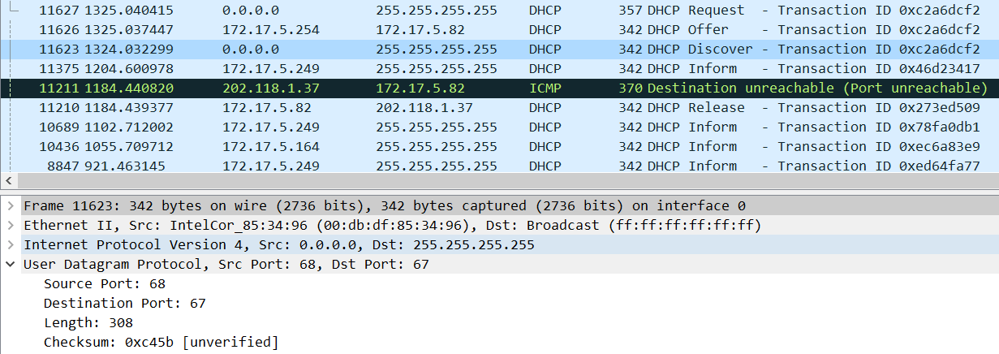 11627 1325.040415 0.0.0.0 255.255.255.255 DHCP 357 DHCP Request - Transaction ID 0xc2a6dcf2
11626 1325.037447 172.17.5.254 172.17.5.82 DHCP 342 DHCP Offer - Transaction ID 0xc2a6dcf2
11623 1324.032299 0.0.0.0 255.255.255.255 DHCP 342 DHCP Discover - Transaction ID 0xc2a6dcf2
11375 1204.600978 172.17.5.249 255.255.255.255 DHCP 342 DHCP Inform - Transaction ID 0x46d23417
11211 1184.440820 202.118.1.37 172.17.5.82 ICMP 370 Destination unreachable (Port unreachable)
11210 1184.439377 172.17.5.82 202.118.1.37 DHCP 342 DHCP Release - Transaction ID 0x273ed509
10689 1102.712002 172.17.5.249 255.255.255.255 DHCP 342 DHCP Inform - Transaction ID 0x78fa0db1
10436 1055.709712 172.17.5.164 255.255.255.255 DHCP 342 DHCP Inform - Transaction ID 0xec6a83e9
8847 921.463145 172.17.5.249 255.255.255.255 DHCP 342 DHCP Inform - Transaction ID 0xed64fa77
Frame 11623: 342 bytes on wire (2736 bits), 342 bytes captured (2736 bits) on interface 0
Ethernet II, Src: IntelCor_85:34:96 (00:db:df:85:34:96), Dst: Broadcast (ff:ff:ff:ff:ff:ff)
Internet Protocol Version 4, Src: 0.0.0.0, Dst: 255.255.255.255
User Datagram Protocol, Src Port: 68, Dst Port: 67
Source Port: 68
Destination Port: 67
Length: 308
Checksum: 0xc45b [unverified]